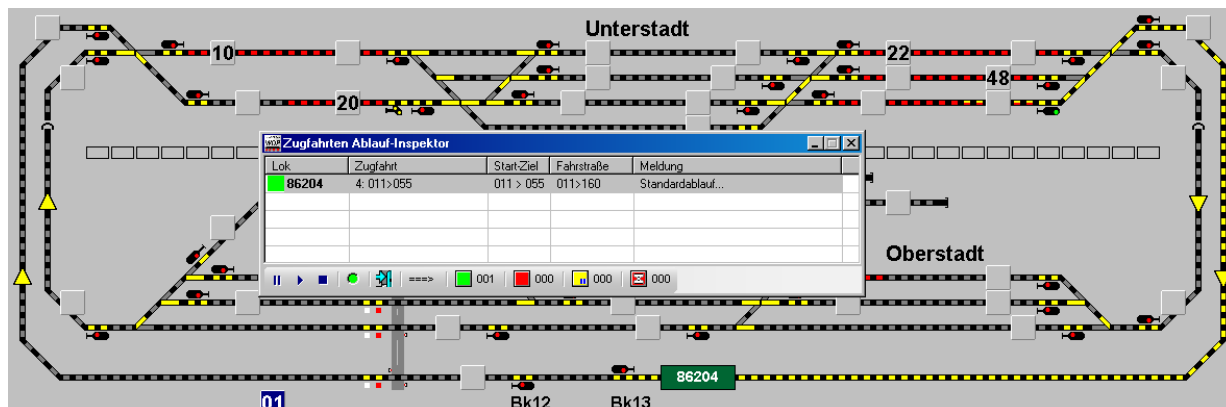 Unterstadt
10
22
48
20
Zugfahrten Ablauf-Inspektor
Lok Zugfahrt Start-Ziel Fahrstraße Meldung
86204 4: 011>055 011 > 055 011>160 Standardablauf...
Oberstadt
===> 001 000 000 000
86204
01 Bk12 Bk13